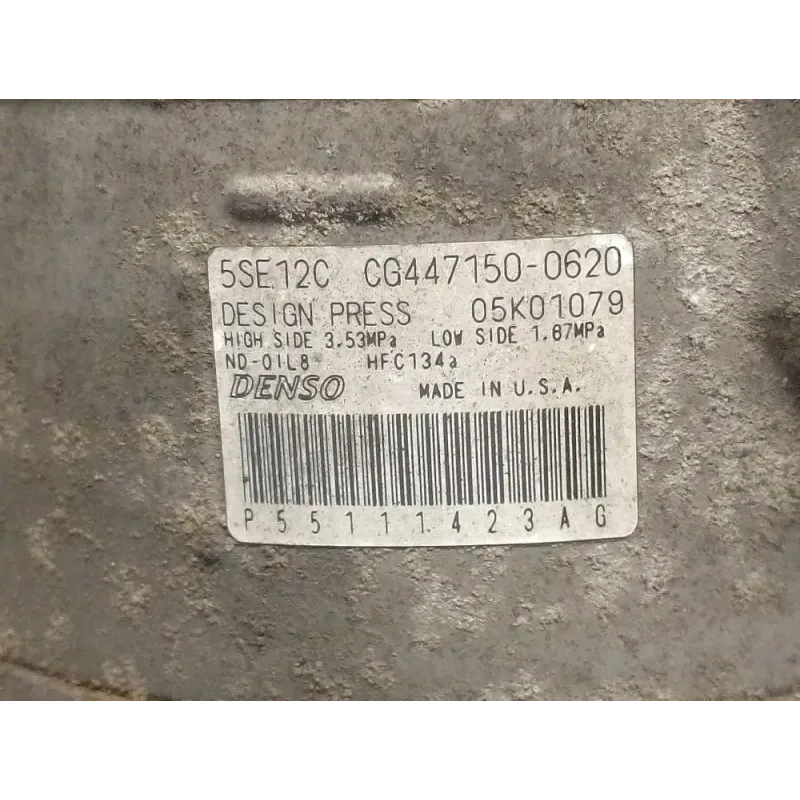 5SE12C CG447150-0620
DESIGN PRESS 05K01079
HIGH SIDE 3.53MPa LOW SIDE 1.87MPa
ND-OIL8 HFC134a
DENSO MADE IN U.S.A.
P55111423AG